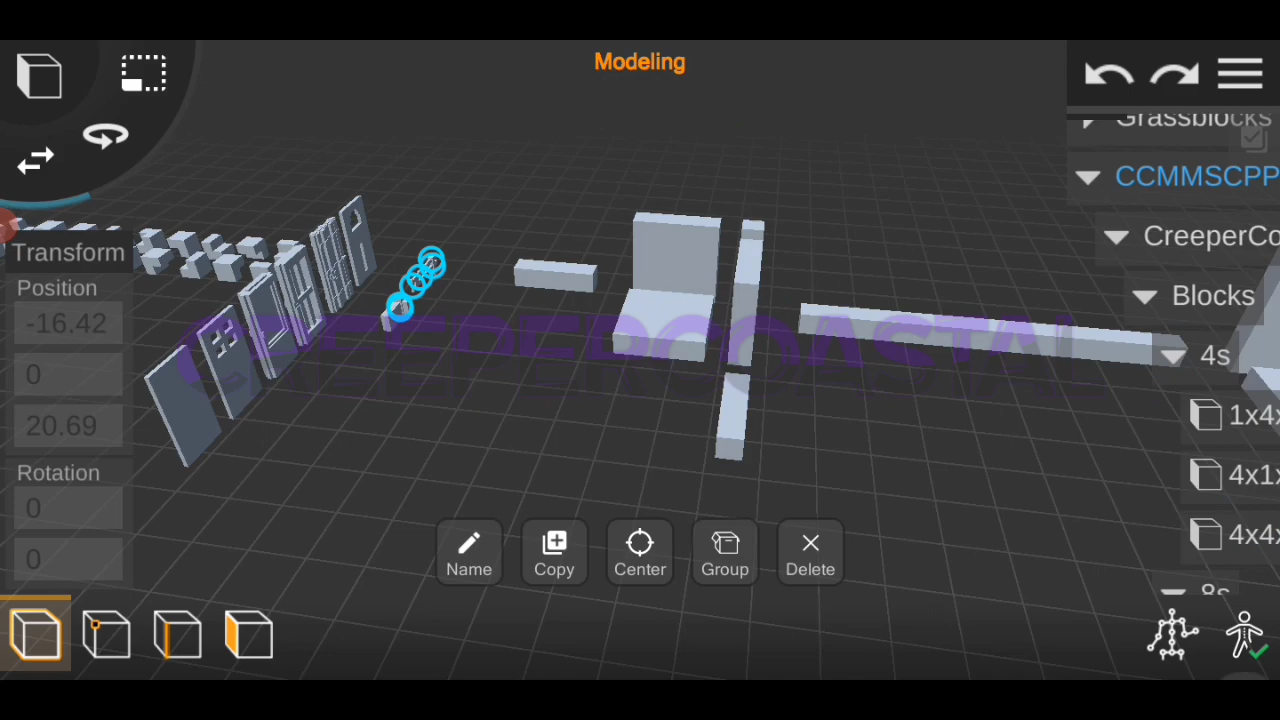 Modeling
Grassblocks
CCMMSCPP
Transform
CreeperCo
Position
-16.42
Blocks
0
CREEPERCOASTAL
4s
20.69
1x4x
Rotation
4x1x
0
4x4x
0
Name
Copy
Center
Group
Delete
8s